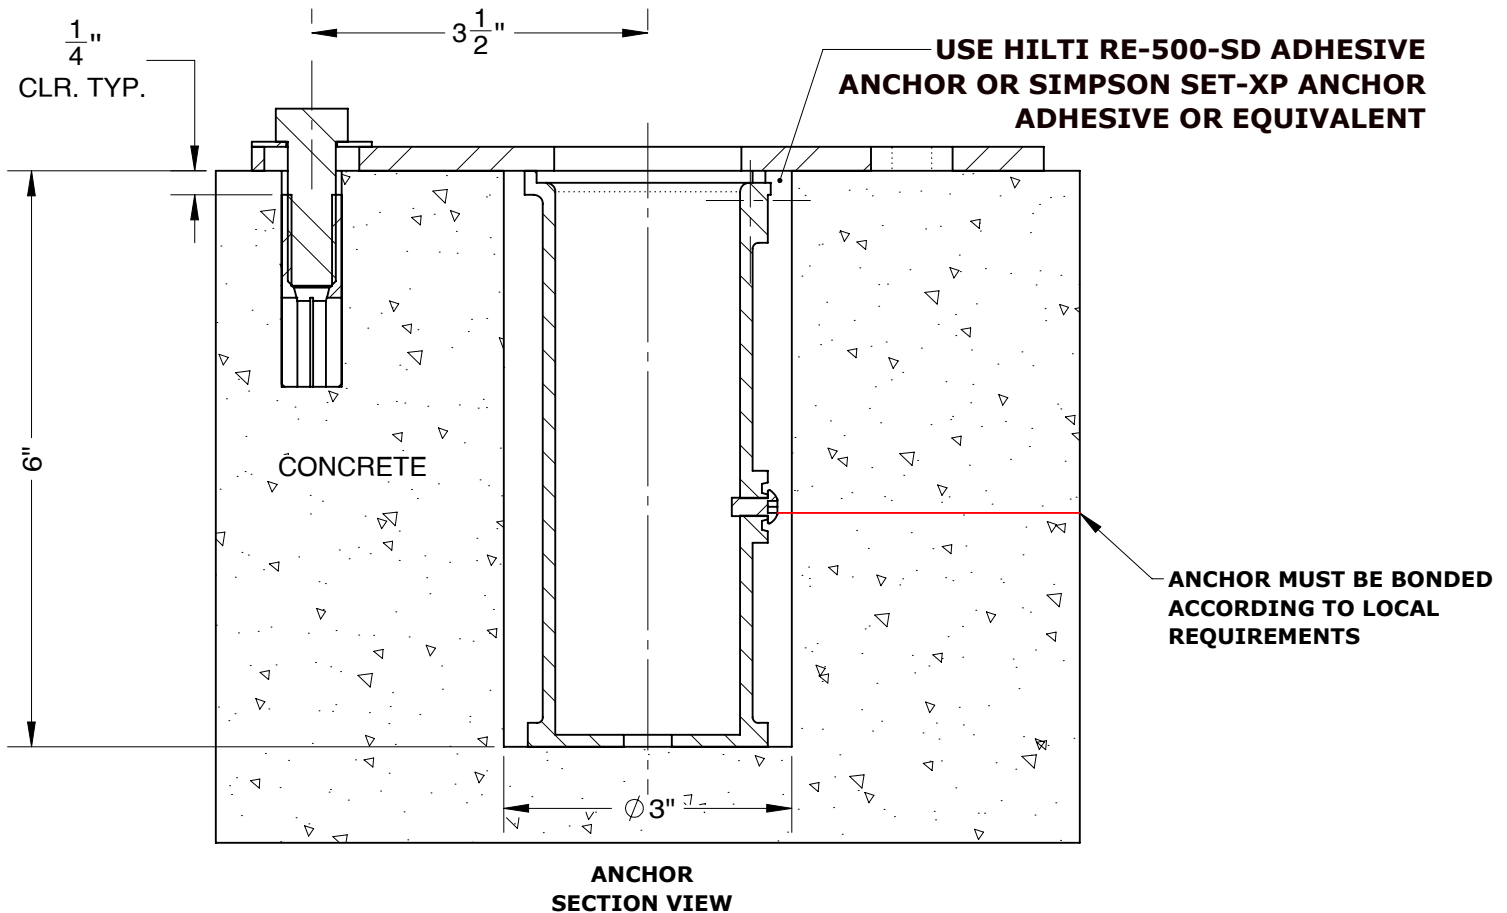 3 1/2"
1/4"
CLR. TYP.
USE HILTI RE-500-SD ADHESIVE
ANCHOR OR SIMPSON SET-XP ANCHOR
ADHESIVE OR EQUIVALENT
6"
CONCRETE
ANCHOR MUST BE BONDED
ACCORDING TO LOCAL
REQUIREMENTS
∅3"
ANCHOR
SECTION VIEW